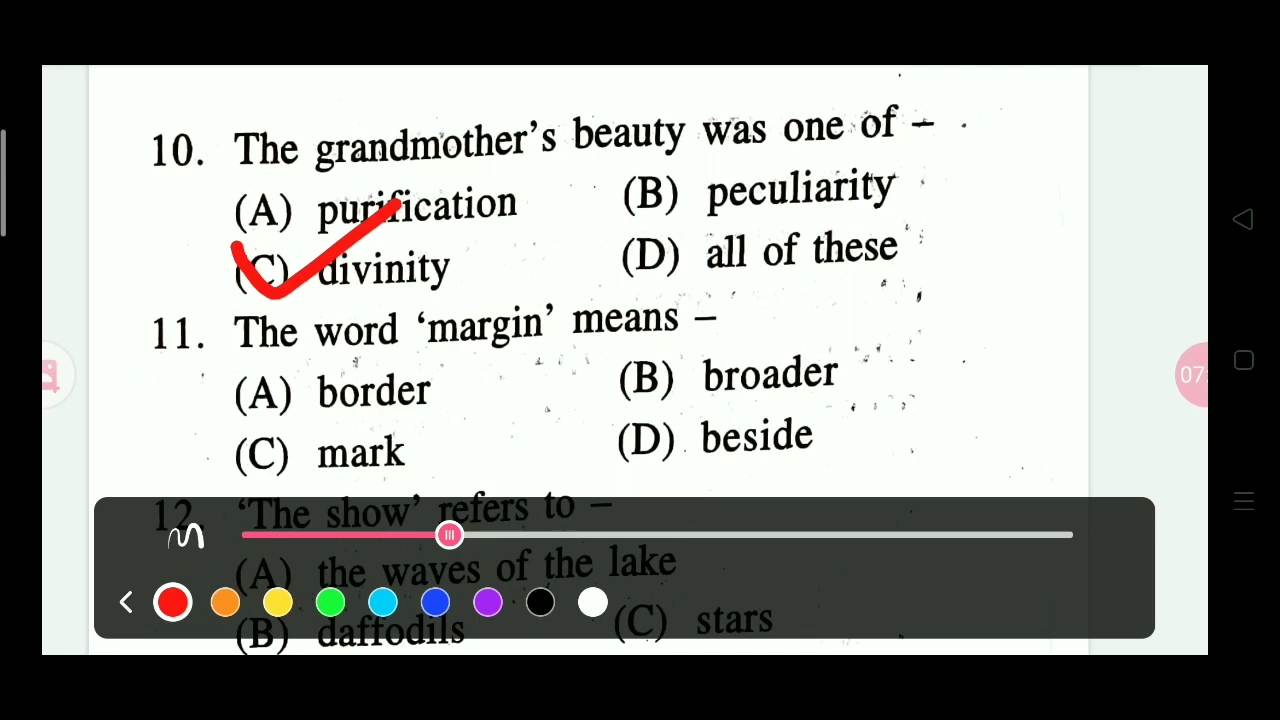 10. The grandmother's beauty was one of –
(A) purification (B) peculiarity
(C) divinity (D) all of these
11. The word 'margin' means –
(A) border (B) broader
(C) mark (D) beside
12. 'The show' refers to –
(A) the waves of the lake
(B) daffodils (C) stars
07: